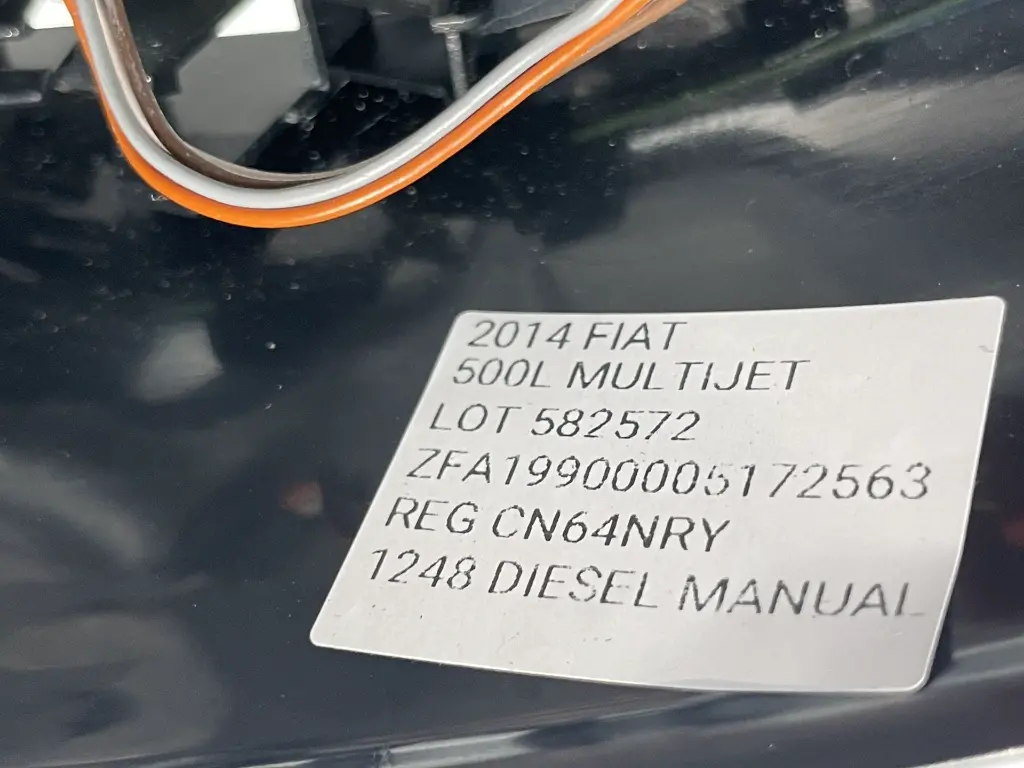 2014 FIAT
500L MULTIJET
LOT 582572
ZFA19900005172563
REG CN64NRY
1248 DIESEL MANUAL